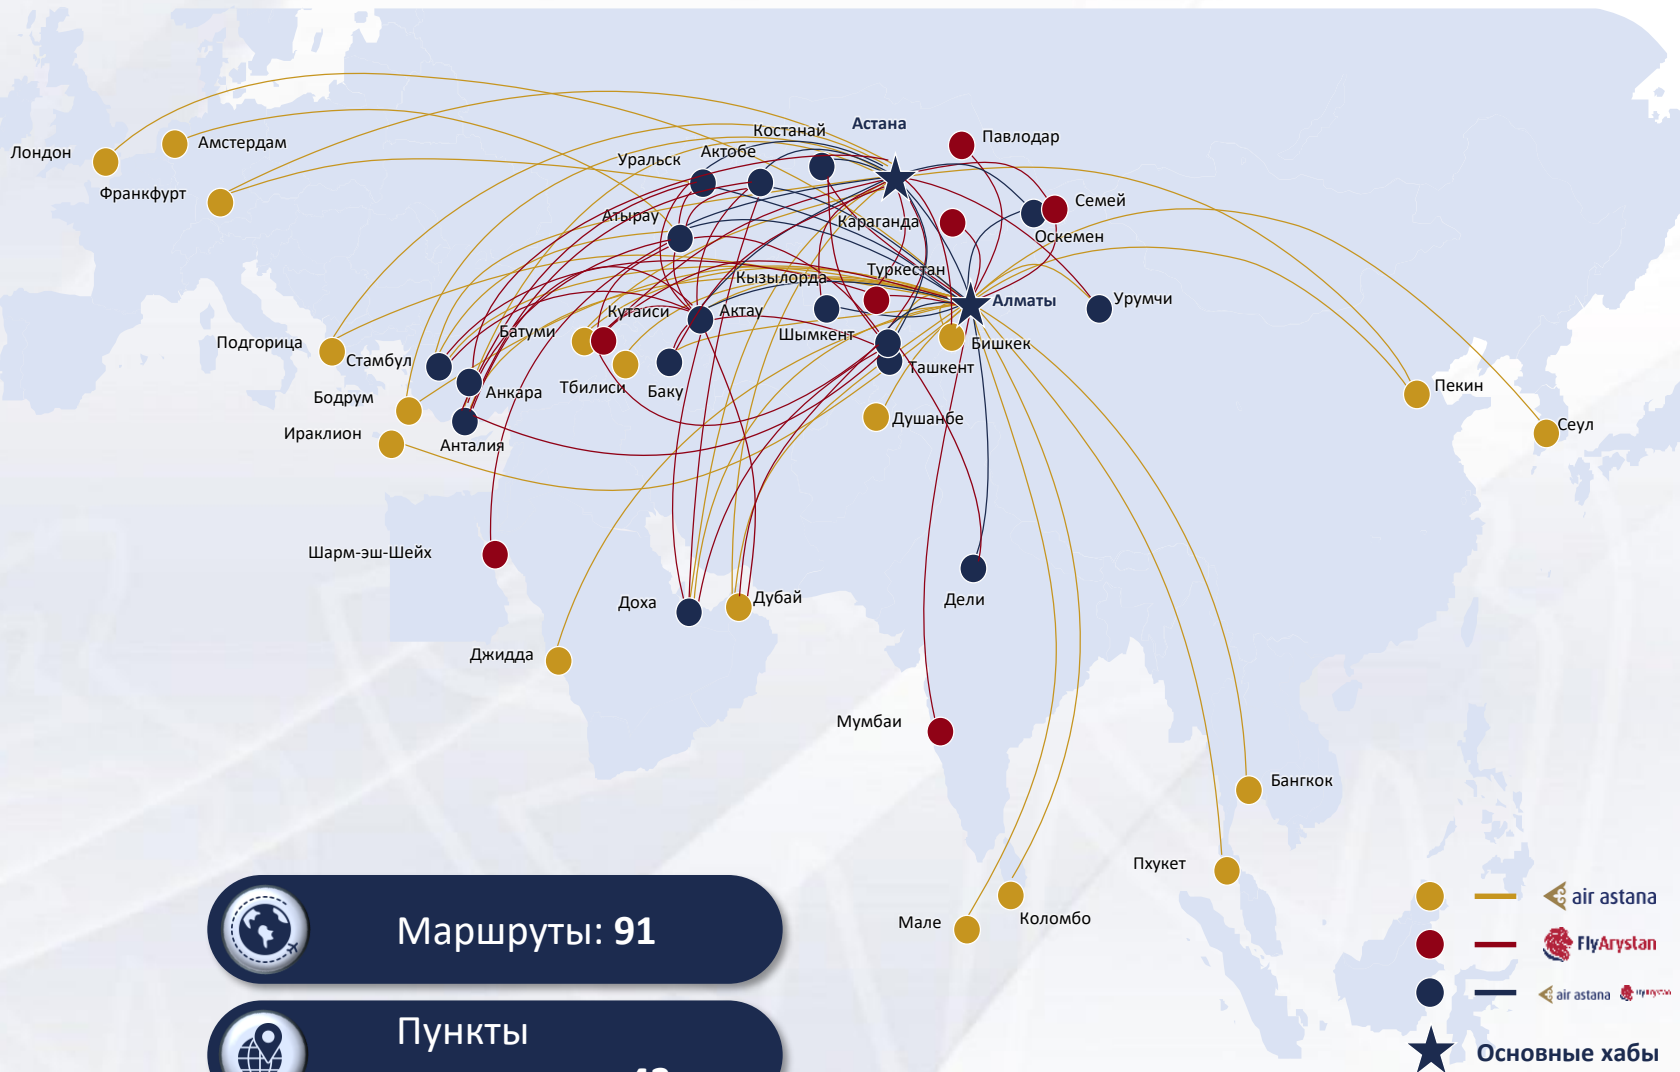 Астана
Костанай
Павлодар
Актобе
Уральск
Лондон
Амстердам
Франкфурт
Семей
Атырау
Караганда
Оскемен
Туркестан
Кызылорда
Алматы
Урумчи
Кутаиси
Актау
Батуми
Шымкент
Бишкек
Подгорица
Стамбул
Ташкент
Тбилиси
Баку
Анкара
Пекин
Бодрум
Душанбе
Сеул
Ираклион
Анталия
Шарм-эш-Шейх
Доха
Дубай
Дели
Джидда
Мумбаи
Бангкок
Пхукет
Мале
Коломбо
air astana
FlyArystan
air astana FlyArystan
Основные хабы
Маршруты: 91
Пункты